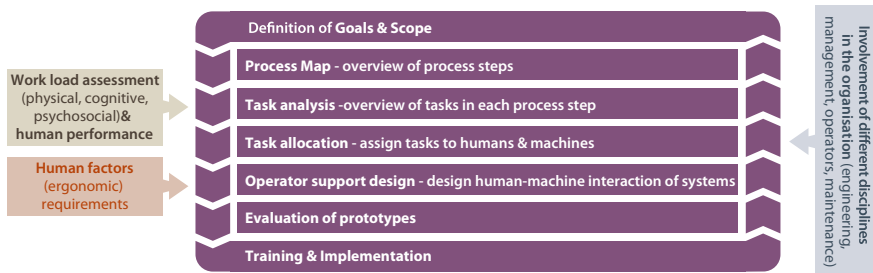 Definition of Goals & Scope
Process Map - overview of process steps
Task analysis -overview of tasks in each process step
Task allocation - assign tasks to humans & machines
Operator support design - design human-machine interaction of systems
Evaluation of prototypes
Training & Implementation
Work load assessment
(physical, cognitive,
psychosocial)&
human performance
Human factors
(ergonomic)
requirements
Involvement of different disciplines
in the organisation (engineering,
management, operators, maintenance)